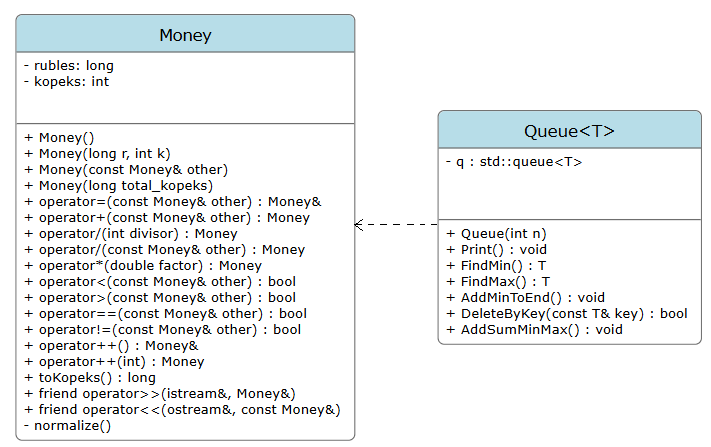 Money
- rubles: long
- kopeks: int
+ Money()
+ Money(long r, int k)
+ Money(const Money& other)
+ Money(long total_kopeks)
+ operator=(const Money& other) : Money&
+ operator+(const Money& other) : Money
+ operator/(int divisor) : Money
+ operator/(const Money& other) : Money
+ operator*(double factor) : Money
+ operator<(const Money& other) : bool
+ operator>(const Money& other) : bool
+ operator==(const Money& other) : bool
+ operator!=(const Money& other) : bool
+ operator++() : Money&
+ operator++(int) : Money
+ toKopeks() : long
+ friend operator>>(istream&, Money&)
+ friend operator<<(ostream&, const Money&)
- normalize()
Queue<T>
- q : std::queue<T>
+ Queue(int n)
+ Print() : void
+ FindMin() : T
+ FindMax() : T
+ AddMinToEnd() : void
+ DeleteByKey(const T& key) : bool
+ AddSumMinMax() : void